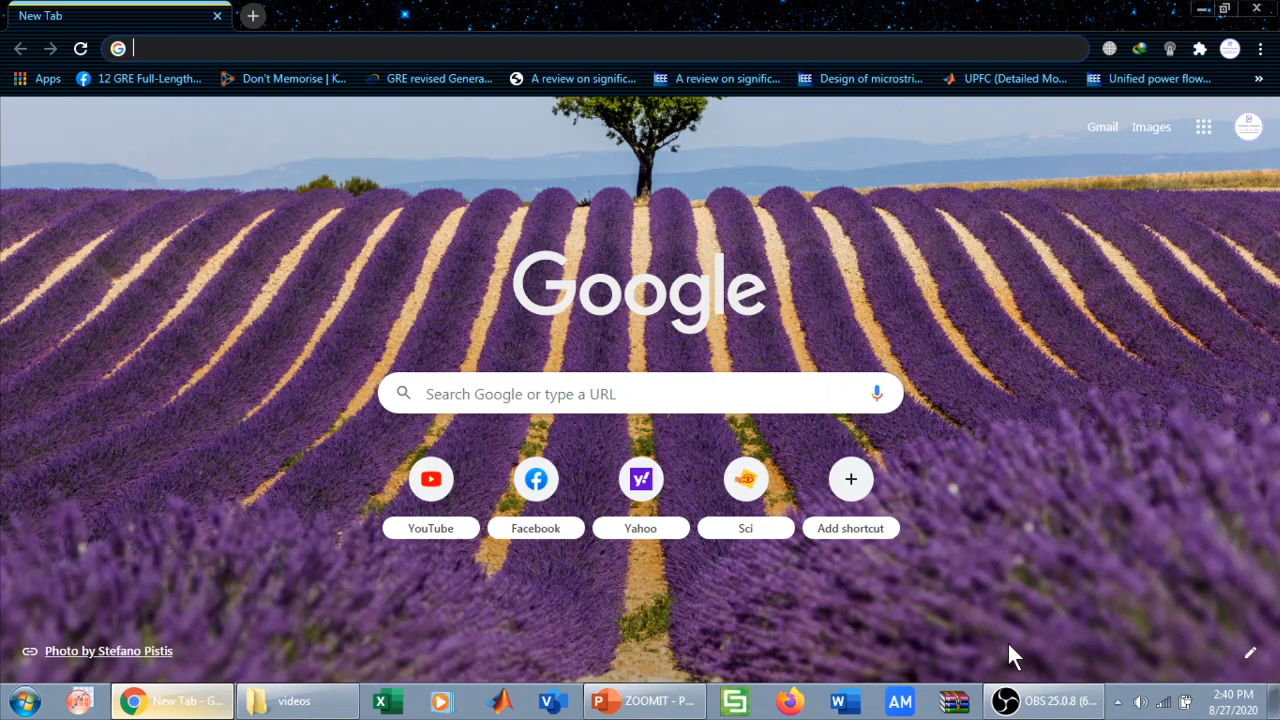 New Tab
Apps
12 GRE Full-Length...
Don't Memorise | K...
GRE revised Genera...
A review on signific...
IEEE
A review on signific...
IEEE
Design of microstri...
UPFC (Detailed Mo...
IEEE
Unified power flow...
»
Gmail
Images
Google
Search Google or type a URL
YouTube
Facebook
Yahoo
Sci
Add shortcut
Photo by Stefano Pistis
New Tab - G...
videos
ZOOMIT - P...
AM
OBS 25.0.8 (6...
2:40 PM
8/27/2020